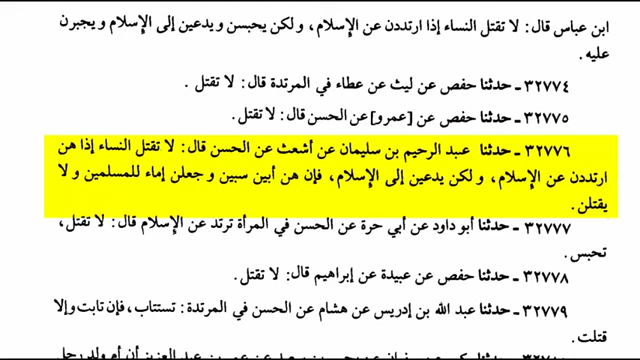 ابن عباس قال: لا تقتل النساء إذا ارتددن عن الإسلام، ولكن يحبسن ويدعين إلى الإسلام ويجبرن
عليه.
٣٢٧٧٤ ـ حدثنا حفص عن ليث عن عطاء في المرتدة قال: لا تقتل.
٣٢٧٧٥ ـ حدثنا حفص عن [عمرو] عن الحسن قال: لا تقتل.
٣٢٧٧٦ ـ حدثنا عبد الرحيم بن سليمان عن أشعث عن الحسن قال: لا تقتل النساء إذا هن
ارتددن عن الإسلام، ولكن يدعين إلى الإسلام، فإن هن أبين سبين وجعلن إماء للمسلمين ولا
يقتلن.
٣٢٧٧٧ ـ حدثنا أبو داود عن أبي حرة عن الحسن في المرأة ترتد عن الإسلام قال: لا تقتل،
تحبس.
٣٢٧٧٨ ـ حدثنا حفص عن عبيدة عن إبراهيم قال: لا تقتل.
٣٢٧٧٩ ـ حدثنا عبد الله بن إدريس عن هشام عن الحسن في المرتدة: تستتاب، فإن تابت وإلا
قتلت.